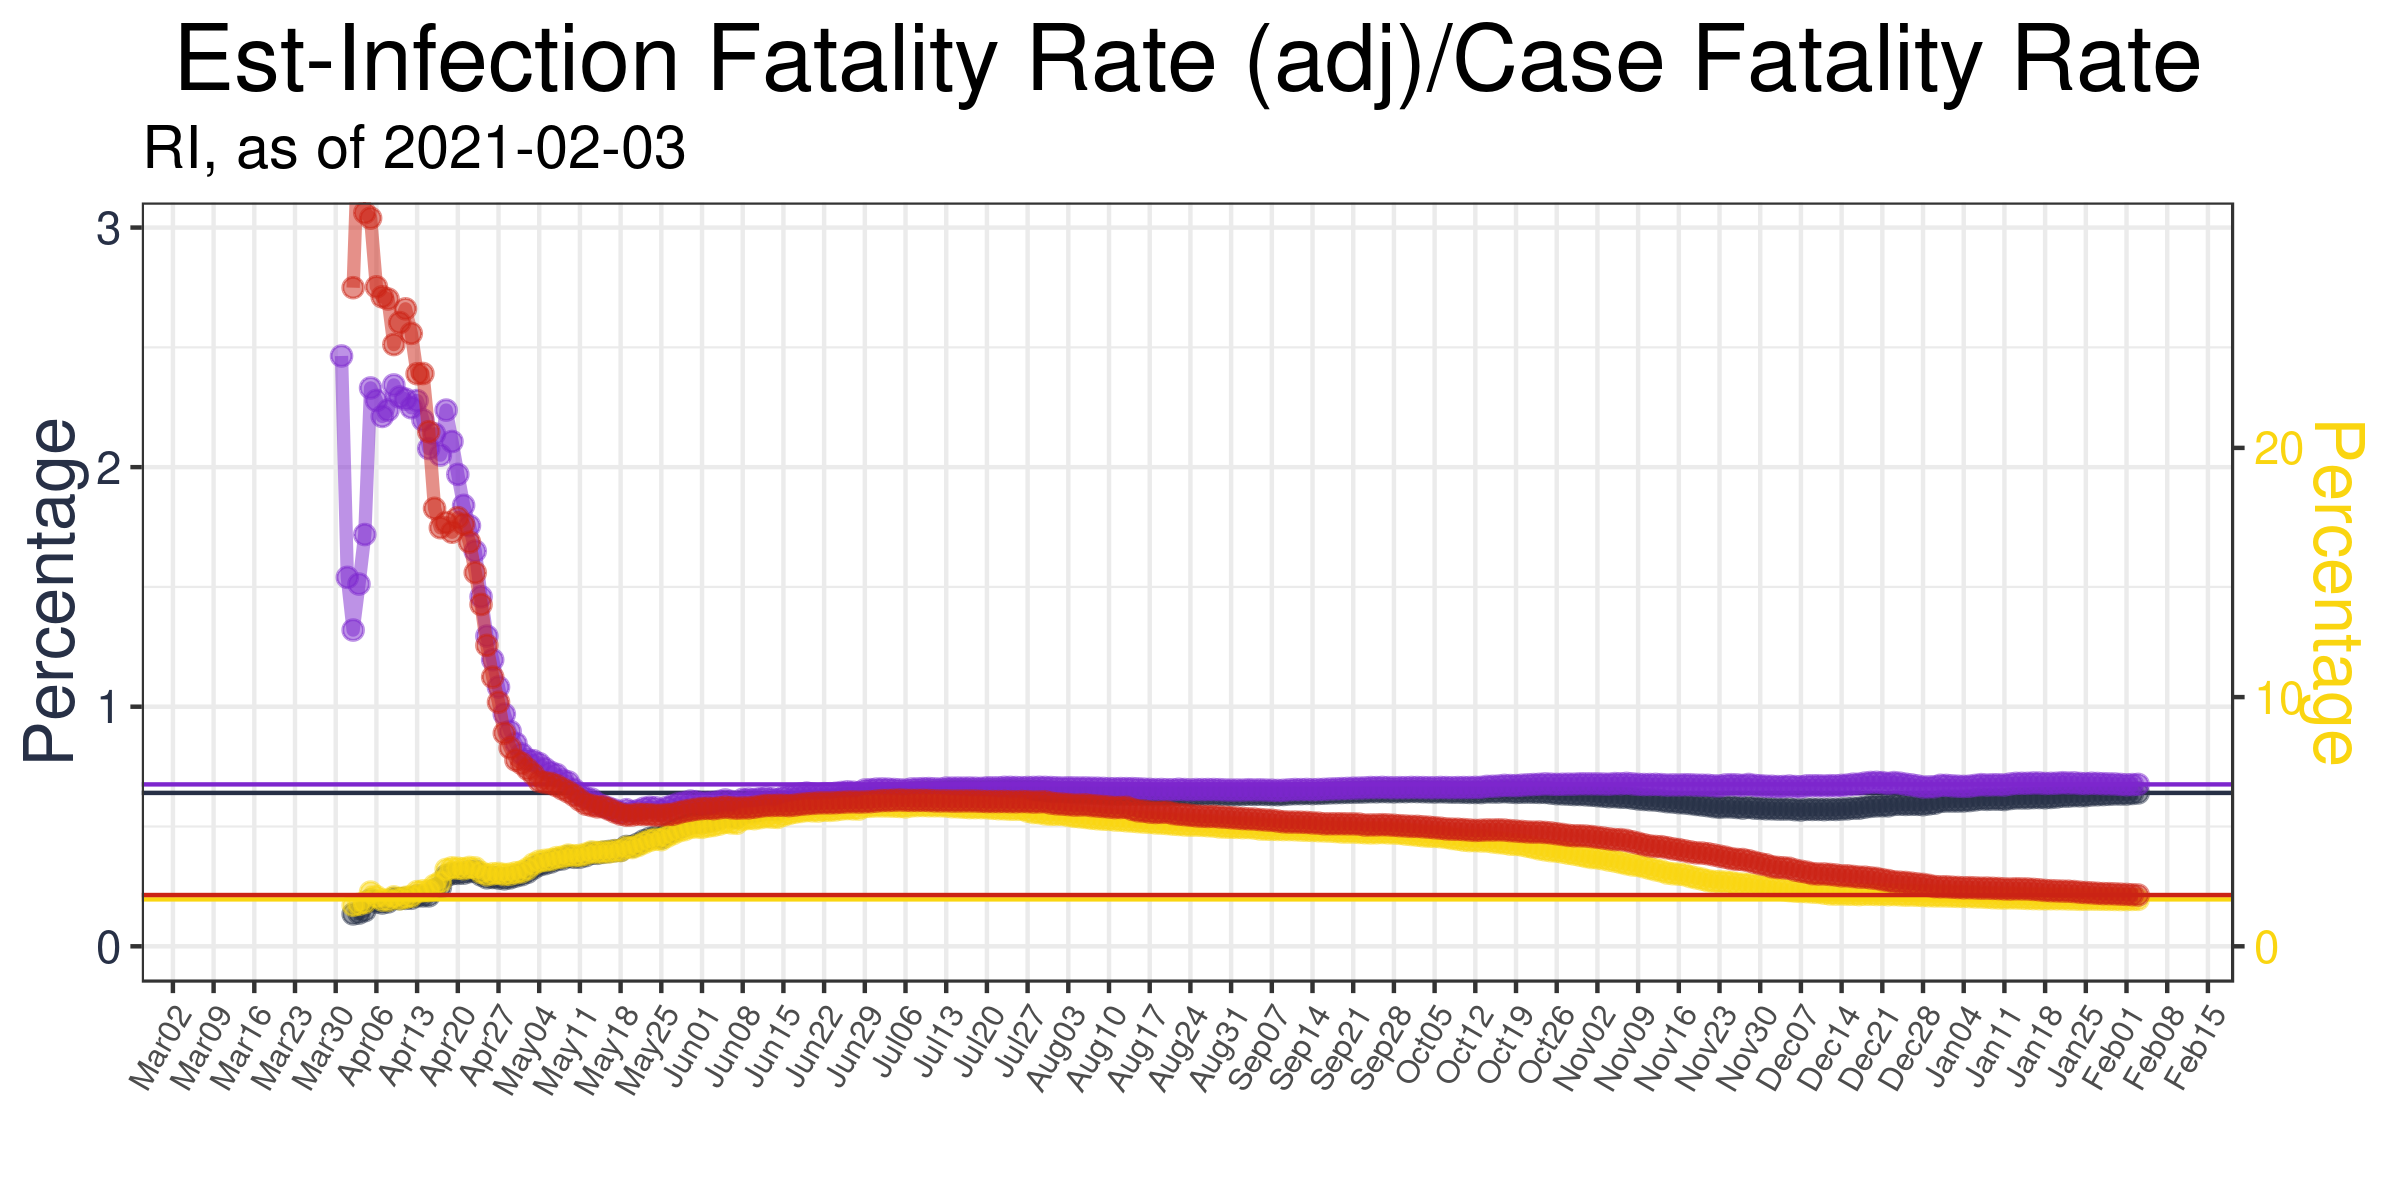 Est-Infection Fatality Rate (adj)/Case Fatality Rate
RI, as of 2021-02-03
Percentage
3
2
1
0
20
10
0
Percentage
Mar02
Mar09
Mar16
Mar23
Mar30
Apr06
Apr13
Apr20
Apr27
May04
May11
May18
May25
Jun01
Jun08
Jun15
Jun22
Jun29
Jul06
Jul13
Jul20
Jul27
Aug03
Aug10
Aug17
Aug24
Aug31
Sep07
Sep14
Sep21
Sep28
Oct05
Oct12
Oct19
Oct26
Nov02
Nov09
Nov16
Nov23
Nov30
Dec07
Dec14
Dec21
Dec28
Jan04
Jan11
Jan18
Jan25
Feb01
Feb08
Feb15